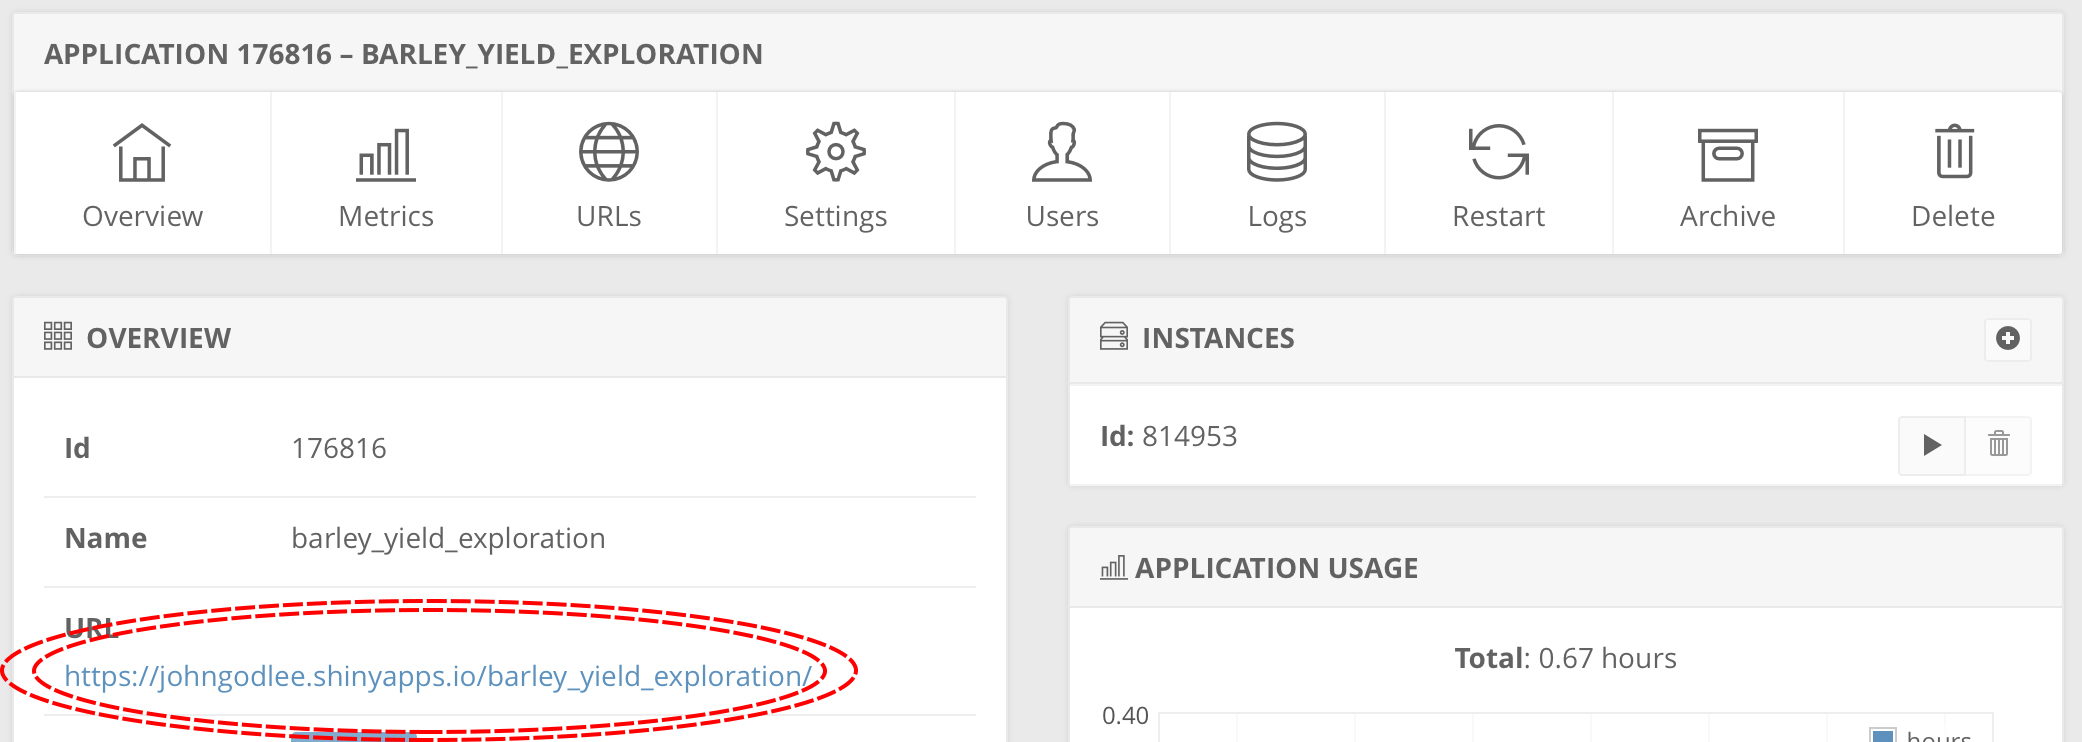 APPLICATION 176816 – BARLEY_YIELD_EXPLORATION
Overview Metrics URLs Settings Users Logs Restart Archive Delete
OVERVIEW
Id 176816
Name barley_yield_exploration
URL
https://johngodlee.shinyapps.io/barley_yield_exploration/
INSTANCES
Id: 814953
APPLICATION USAGE
Total: 0.67 hours
0.40
hours